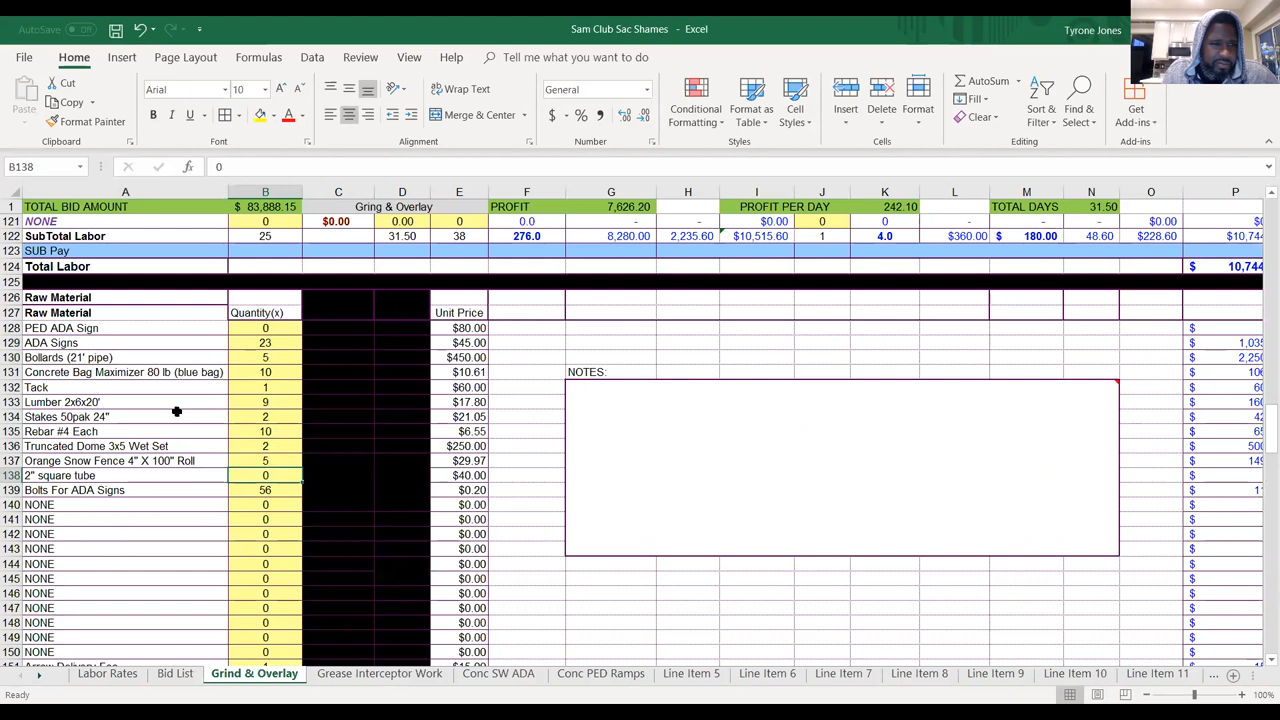 AutoSave Off Sam Club Sac Shames - Excel Tyrone Jones
File Home Insert Page Layout Formulas Data Review View Help Tell me what you want to do
Paste Cut Copy Format Painter Clipboard
Arial 10 B I U A Font
Wrap Text Merge & Center Alignment
General $ % Number
Conditional Formatting Format as Table Cell Styles Styles
Insert Delete Format Cells
AutoSum Fill Clear Sort & Filter Find & Select Editing
Get Add-ins Add-ins
B138 fx 0
A B C D E F G H I J K L M N O P
1 TOTAL BID AMOUNT $ 83,888.15 Gring & Overlay PROFIT 7,626.20 PROFIT PER DAY 242.10 TOTAL DAYS 31.50
121 NONE 0 $0.00 0.00 0 0.0 - - $0.00 0 - - - - $0.00
122 SubTotal Labor 25 31.50 38 276.0 8,280.00 2,235.60 $10,515.60 1 4.0 $360.00 $ 180.00 48.60 $228.60 $10,744
123 SUB Pay
124 Total Labor $ 10,744
125
126 Raw Material
127 Raw Material Quantity(x) Unit Price
128 PED ADA Sign 0 $80.00 $
129 ADA Signs 23 $45.00 $ 1,035
130 Bollards (21' pipe) 5 $450.00 $ 2,250
131 Concrete Bag Maximizer 80 lb (blue bag) 10 $10.61 NOTES: $ 106
132 Tack 1 $60.00 $ 60
133 Lumber 2x6x20' 9 $17.80 $ 160
134 Stakes 50pak 24" 2 $21.05 $ 42
135 Rebar #4 Each 10 $6.55 $ 65
136 Truncated Dome 3x5 Wet Set 2 $250.00 $ 500
137 Orange Snow Fence 4" X 100" Roll 5 $29.97 $ 149
138 2" square tube 0 $40.00 $
139 Bolts For ADA Signs 56 $0.20 $ 11
140 NONE 0 $0.00 $
141 NONE 0 $0.00 $
142 NONE 0 $0.00 $
143 NONE 0 $0.00 $
144 NONE 0 $0.00 $
145 NONE 0 $0.00 $
146 NONE 0 $0.00 $
147 NONE 0 $0.00 $
148 NONE 0 $0.00 $
149 NONE 0 $0.00 $
150 NONE 0 $0.00 $
151 Arrow Delivery Fee 1 $15.00 $
Labor Rates Bid List Grind & Overlay Grease Interceptor Work Conc SW ADA Conc PED Ramps Line Item 5 Line Item 6 Line Item 7 Line Item 8 Line Item 9 Line Item 10 Line Item 11 ...
Ready 100%